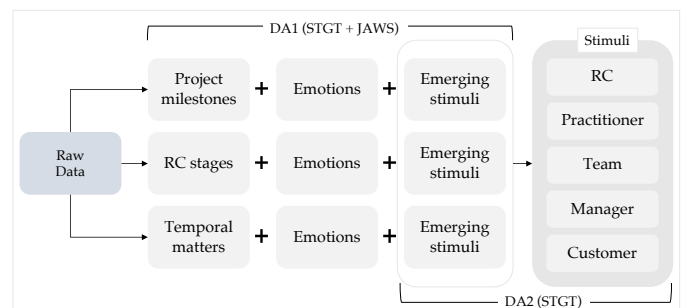 DA1 (STGT + JAWS)
Stimuli
Project
milestones
+
Emotions
+
Emerging
stimuli
RC
Practitioner
Raw
Data
RC stages
+
Emotions
+
Emerging
stimuli
Team
Manager
Temporal
matters
+
Emotions
+
Emerging
stimuli
Customer
DA2 (STGT)